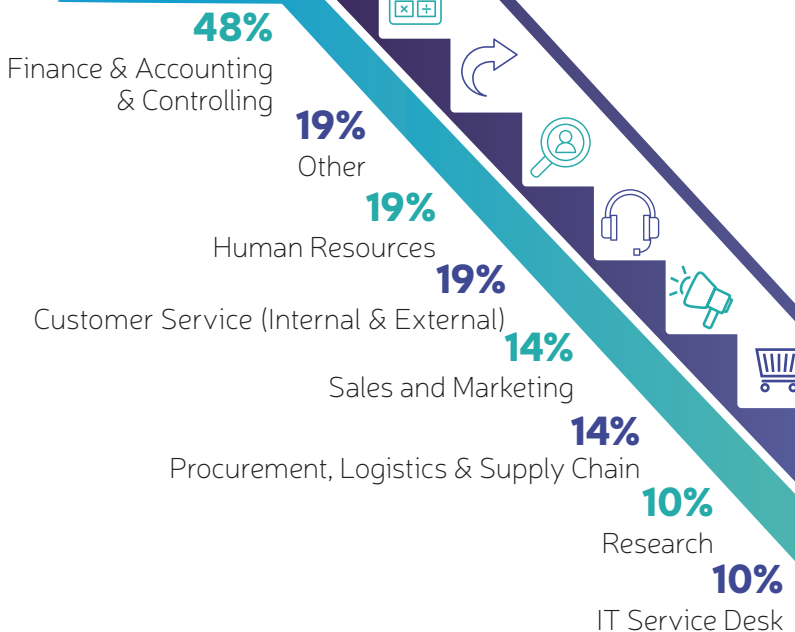 48%
Finance & Accounting
& Controlling
19%
Other
19%
Human Resources
19%
Customer Service (Internal & External)
14%
Sales and Marketing
14%
Procurement, Logistics & Supply Chain
10%
Research
10%
IT Service Desk